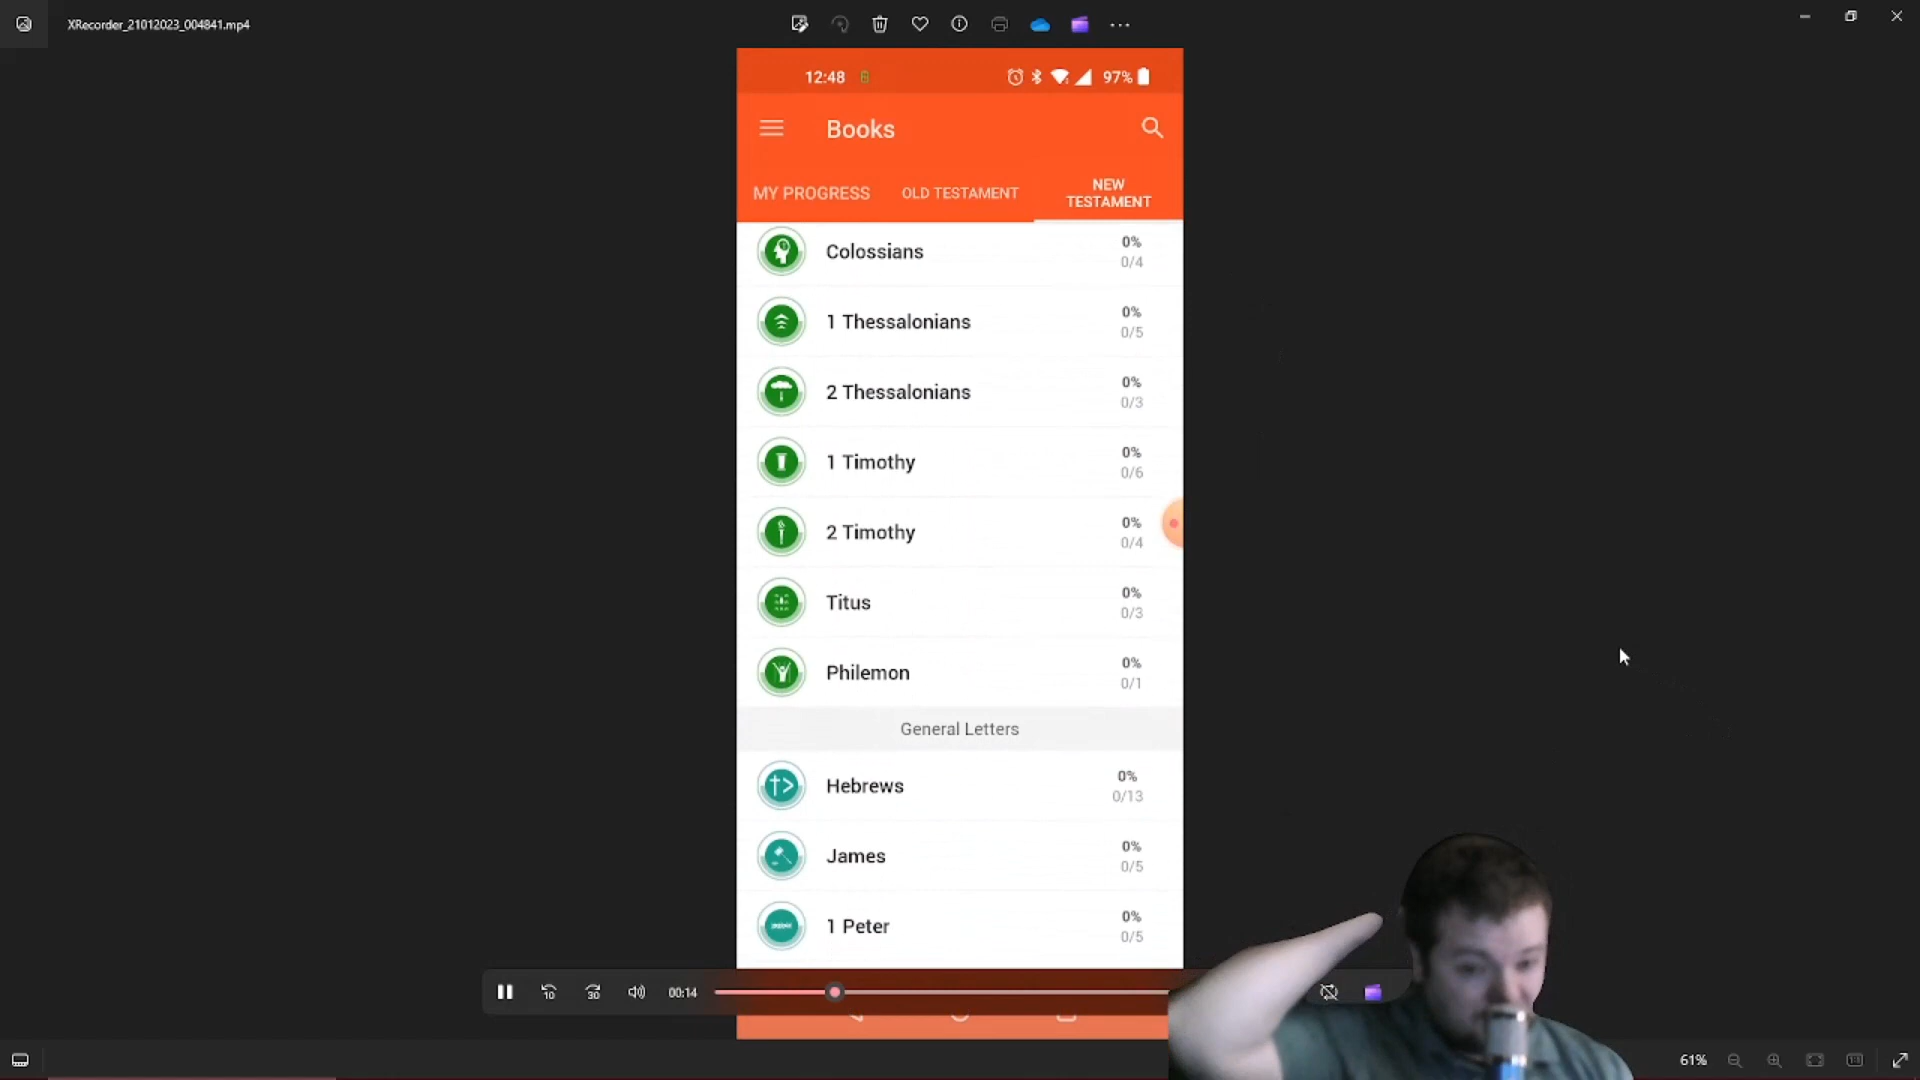 XRecorder_21012023_004841.mp4
12:48
97%
Books
MY PROGRESS
OLD TESTAMENT
NEW
TESTAMENT
Colossians
0%
0/4
1 Thessalonians
0%
0/5
2 Thessalonians
0%
0/3
1 Timothy
0%
0/6
2 Timothy
0%
0/4
Titus
0%
0/3
Philemon
0%
0/1
General Letters
Hebrews
0%
0/13
James
0%
0/5
1 Peter
0%
0/5
10
30
00:14
61%